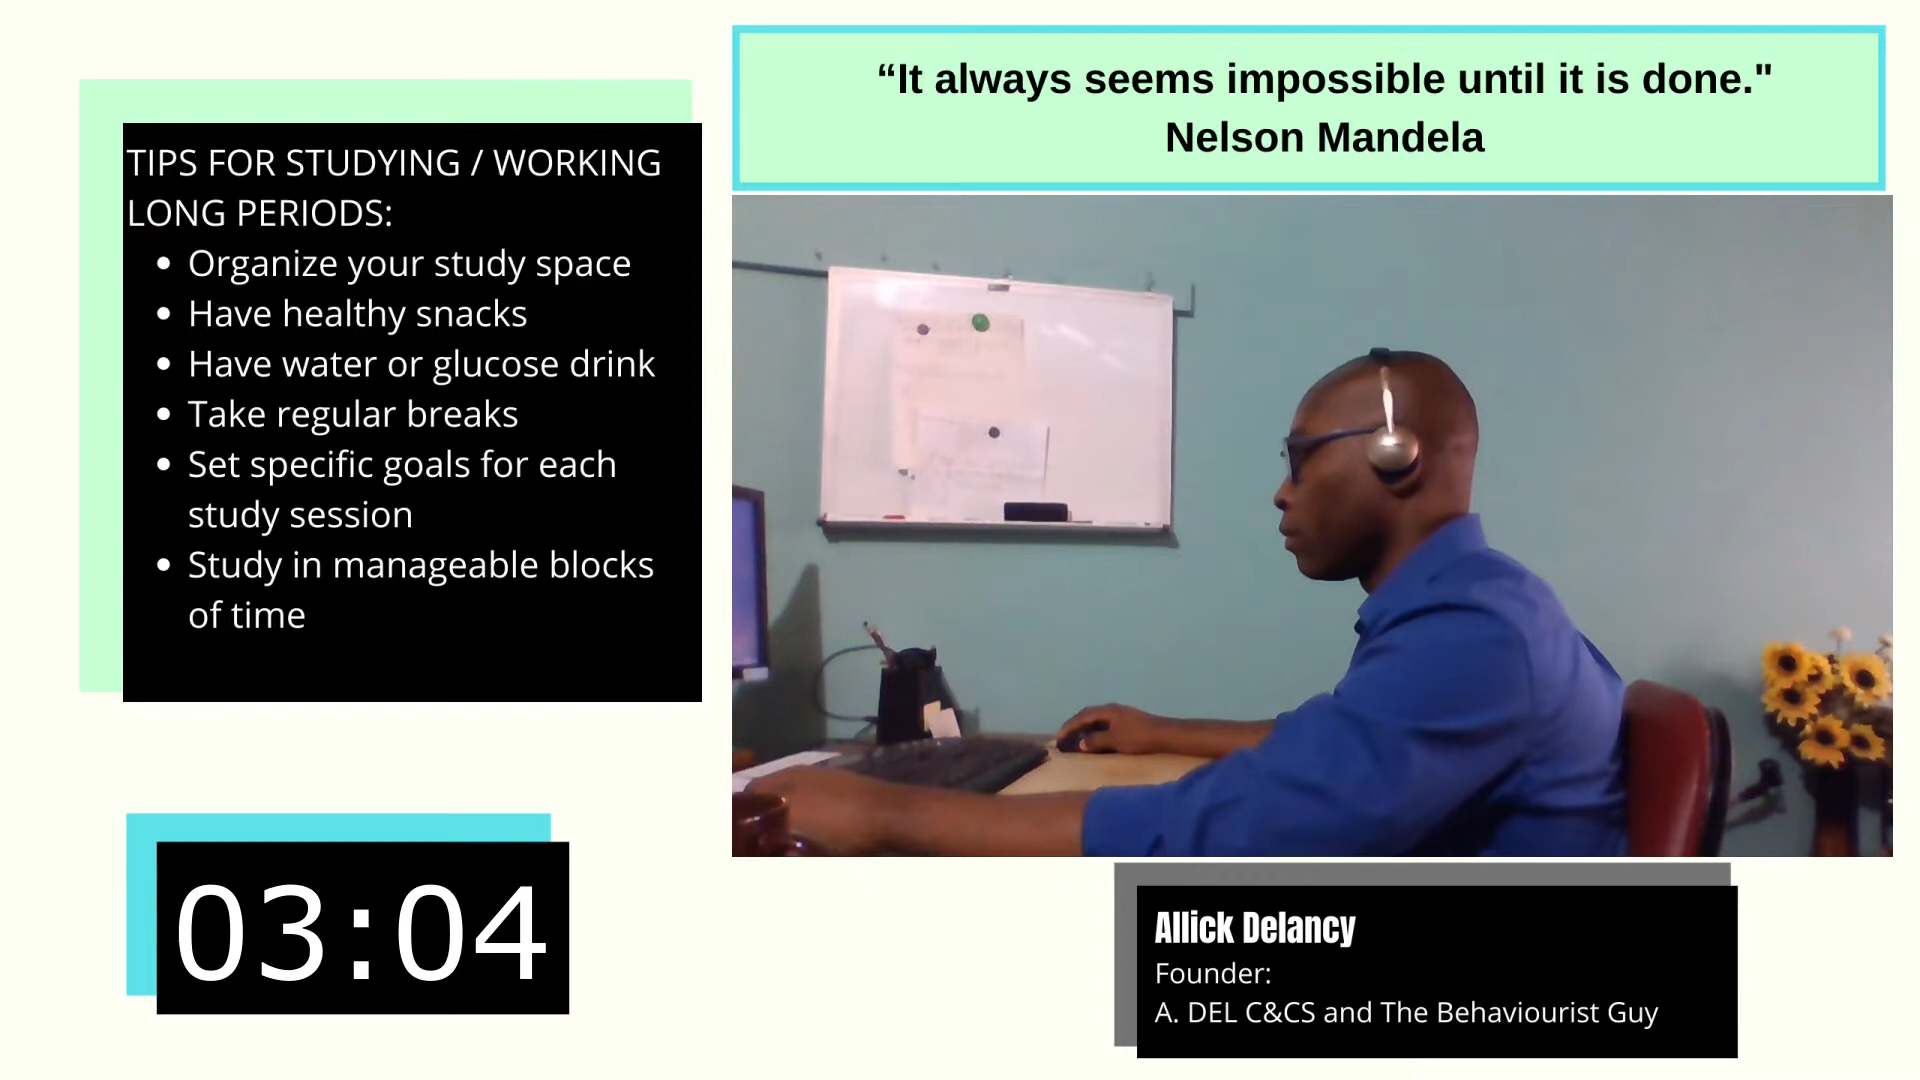 “It always seems impossible until it is done."
Nelson Mandela
TIPS FOR STUDYING / WORKING
LONG PERIODS:
• Organize your study space
• Have healthy snacks
• Have water or glucose drink
• Take regular breaks
• Set specific goals for each
study session
• Study in manageable blocks
of time
03:04
Allick Delancy
Founder:
A. DEL C&CS and The Behaviourist Guy